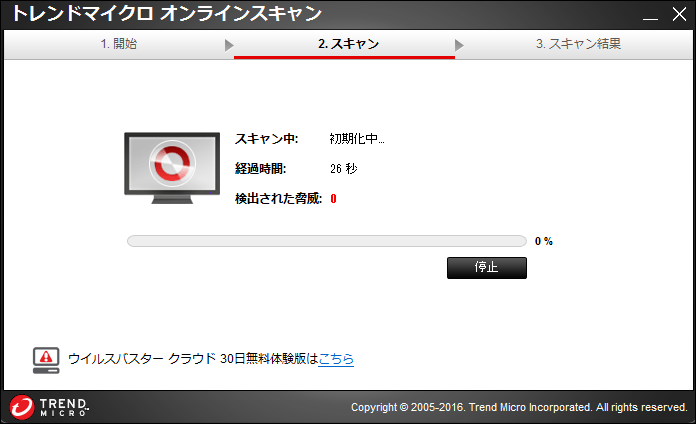 トレンドマイクロ オンラインスキャン
1. 開始
2. スキャン
3. スキャン結果
スキャン中: 初期化中...
経過時間: 26 秒
検出された脅威: 0
0 %
停止
ウイルスバスター クラウド 30日無料体験版はこちら
TREND MICRO™
Copyright © 2005-2016. Trend Micro Incorporated. All rights reserved.